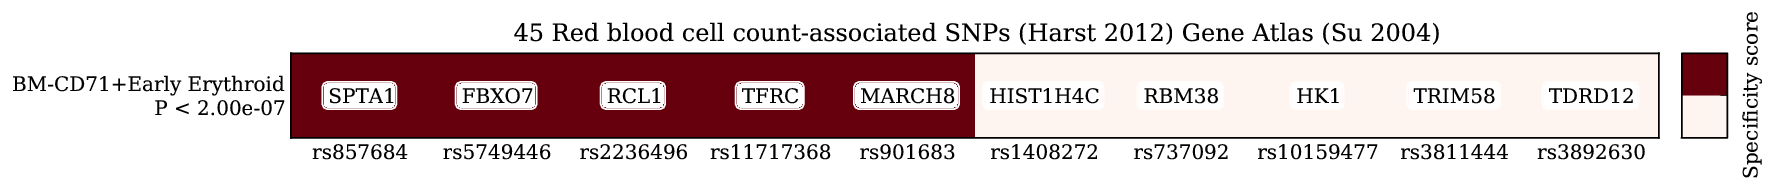 45 Red blood cell count-associated SNPs (Harst 2012) Gene Atlas (Su 2004)
BM-CD71+Early Erythroid
P < 2.00e-07
SPTA1 FBXO7 RCL1 TFRC MARCH8 HIST1H4C RBM38 HK1 TRIM58 TDRD12
rs857684 rs5749446 rs2236496 rs11717368 rs901683 rs1408272 rs737092 rs10159477 rs3811444 rs3892630
Specificity score